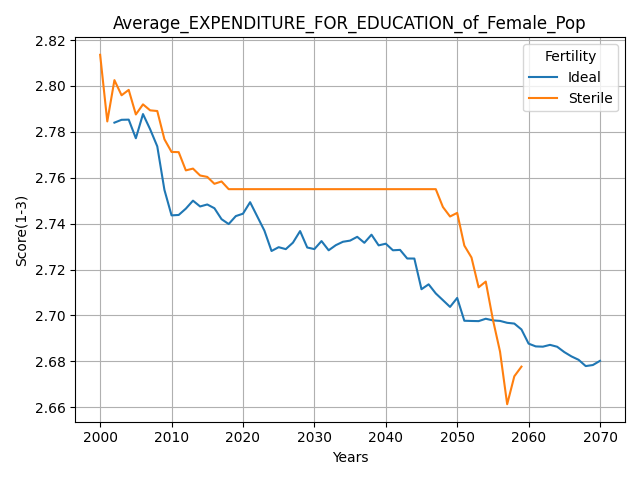 Average_EXPENDITURE_FOR_EDUCATION_of_Female_Pop
2.82
2.80
2.78
2.76
2.74
2.72
2.70
2.68
2.66
Score(1-3)
Fertility
Ideal
Sterile
2000 2010 2020 2030 2040 2050 2060 2070
Years